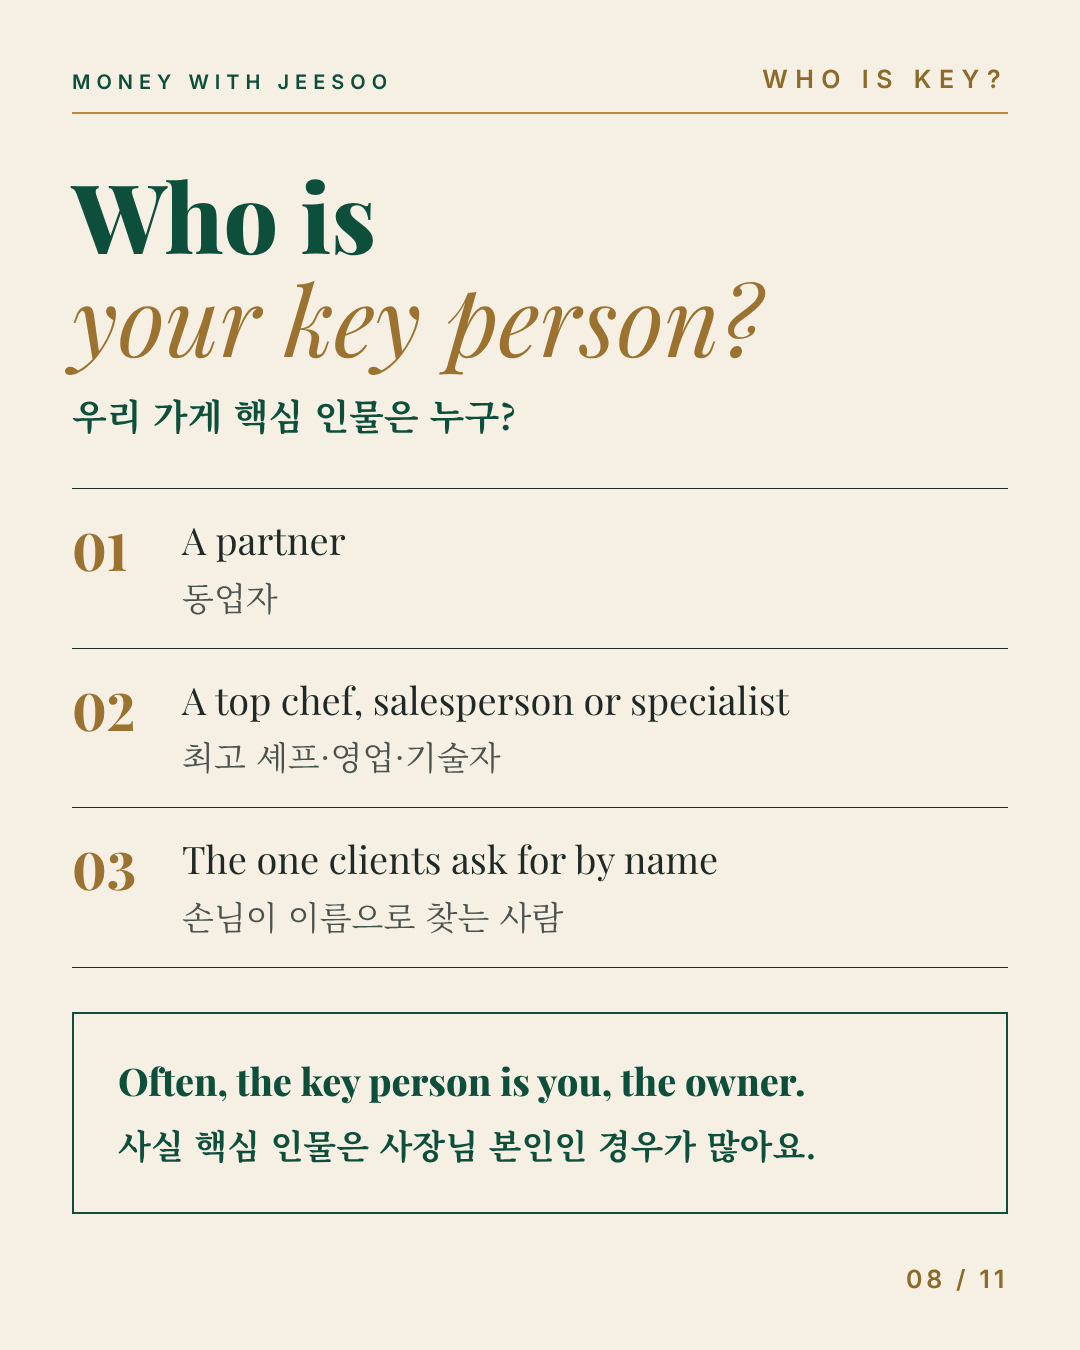 MONEY WITH JEESOO
WHO IS KEY?
Who is
your key person?
우리 가게 핵심 인물은 누구?
01
A partner
동업자
02
A top chef, salesperson or specialist
최고 셰프·영업·기술자
03
The one clients ask for by name
손님이 이름으로 찾는 사람
Often, the key person is you, the owner.
사실 핵심 인물은 사장님 본인인 경우가 많아요.
08 / 11